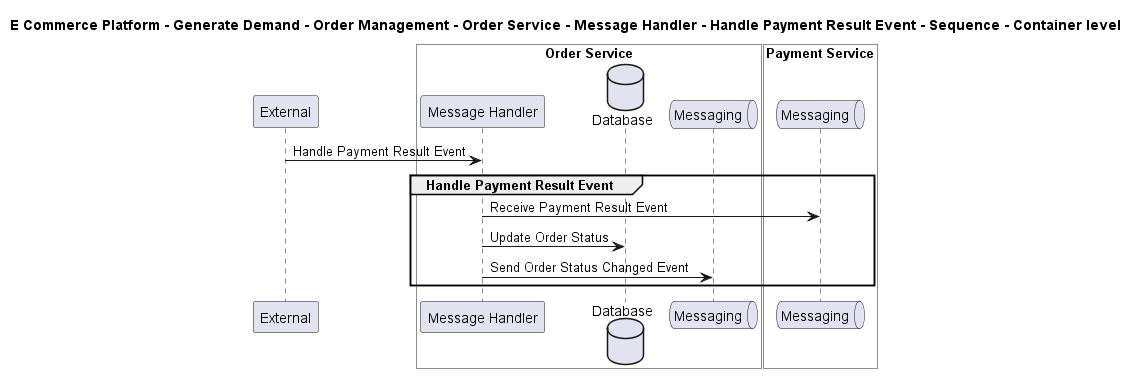 E Commerce Platform - Generate Demand - Order Management - Order Service - Message Handler - Handle Payment Result Event - Sequence - Container level
Order Service
Payment Service
External
Message Handler
Database
Messaging
Messaging
Handle Payment Result Event
Handle Payment Result Event
Receive Payment Result Event
Update Order Status
Send Order Status Changed Event
External
Message Handler
Database
Messaging
Messaging